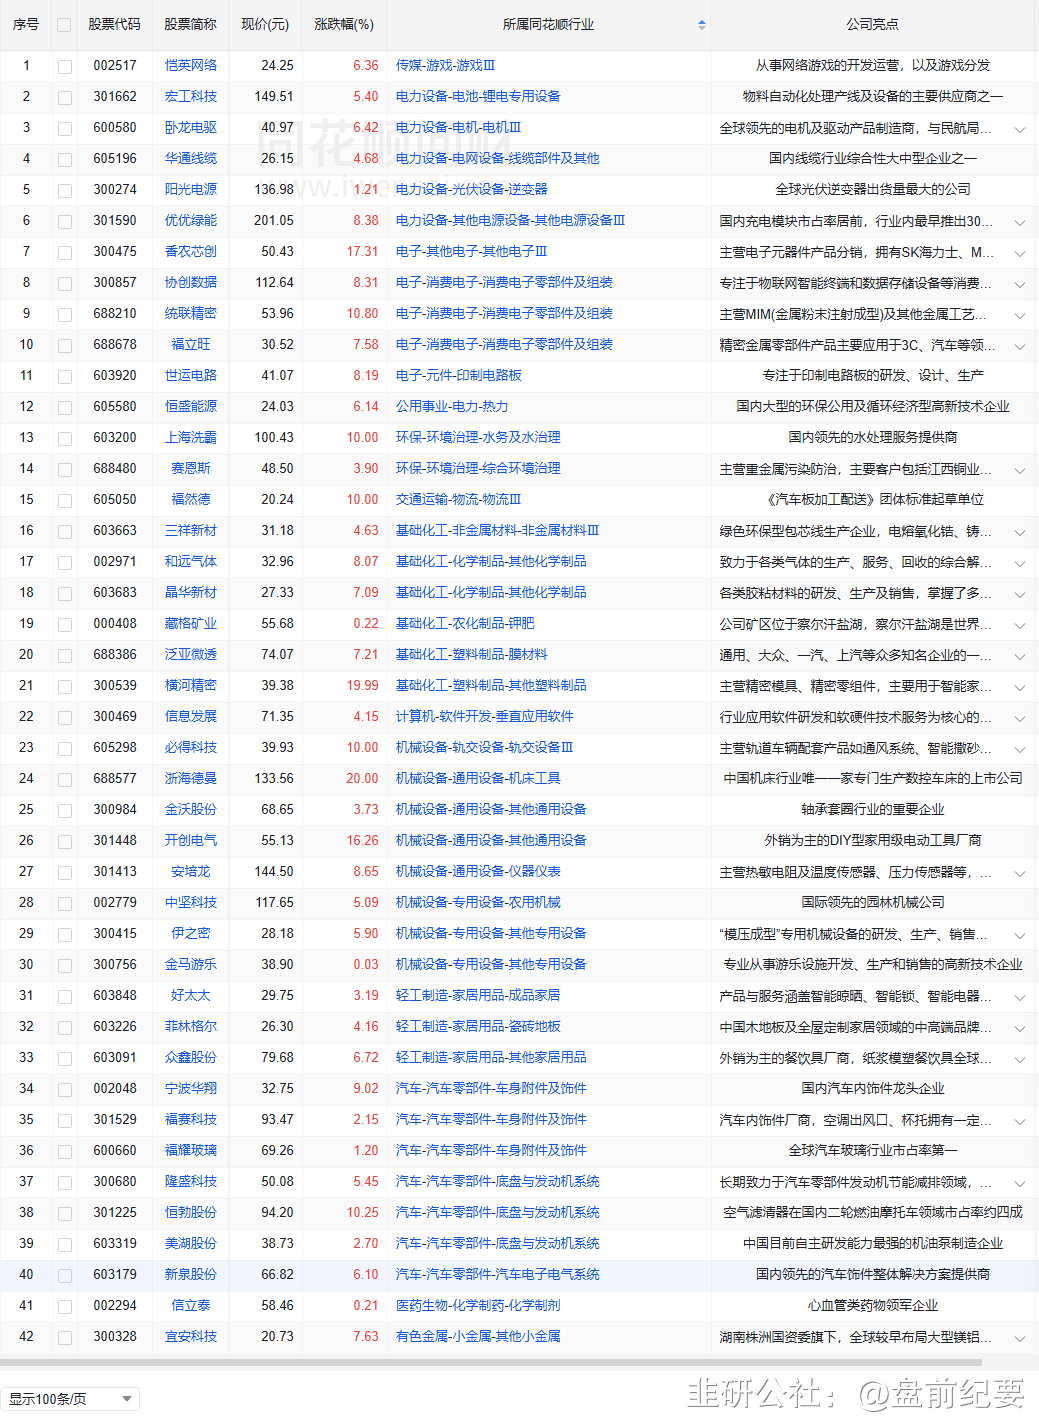 序号 股票代码 股票简称 现价(元) 涨跌幅(%) 所属同花顺行业 公司亮点
1 002517 恺英网络 24.25 6.36 传媒-游戏-游戏III 从事网络游戏的开发运营，以及游戏分发
2 301662 宏工科技 149.51 5.40 电力设备-电池-锂电专用设备 物料自动化处理产线及设备的主要供应商之一
3 600580 卧龙电驱 40.97 6.42 电力设备-电机-电机III 全球领先的电机及驱动产品制造商，与民航局...
4 605196 华通线缆 26.15 4.68 电力设备-电网设备-线缆部件及其他 国内线缆行业综合性大中型企业之一
5 300274 阳光电源 136.98 1.21 电力设备-光伏设备-逆变器 全球光伏逆变器出货量最大的公司
6 301590 优优绿能 201.05 8.38 电力设备-其他电源设备-其他电源设备III 国内充电模块市占率居前，行业内最早推出30...
7 300475 香农芯创 50.43 17.31 电子-其他电子-其他电子III 主营电子元器件产品分销，拥有SK海力士、M...
8 300857 协创数据 112.64 8.31 电子-消费电子-消费电子零部件及组装 专注于物联网智能终端和数据存储设备等消费...
9 688210 统联精密 53.96 10.80 电子-消费电子-消费电子零部件及组装 主营MIM(金属粉末注射成型)及其他金属工艺...
10 688678 福立旺 30.52 7.58 电子-消费电子-消费电子零部件及组装 精密金属零部件产品主要应用于3C、汽车等领...
11 603920 世运电路 41.07 8.19 电子-元件-印制电路板 专注于印制电路板的研发、设计、生产
12 605580 恒盛能源 24.03 6.14 公用事业-电力-热力 国内大型的环保公用及循环经济型高新技术企业
13 603200 上海洗霸 100.43 10.00 环保-环境治理-水务及水治理 国内领先的水处理服务提供商
14 688480 赛恩斯 48.50 3.90 环保-环境治理-综合环境治理 主营重金属污染防治，主要客户包括江西铜业...
15 605050 福然德 20.24 10.00 交通运输-物流-物流III 《汽车板加工配送》团体标准起草单位
16 603663 三祥新材 31.18 4.63 基础化工-非金属材料-非金属材料III 绿色环保型包芯线生产企业，电熔氧化锆、铸...
17 002971 和远气体 32.96 8.07 基础化工-化学制品-其他化学制品 致力于各类气体的生产、服务、回收的综合解...
18 603683 晶华新材 27.33 7.09 基础化工-化学制品-其他化学制品 各类胶粘材料的研发、生产及销售，掌握了多...
19 000408 藏格矿业 55.68 0.22 基础化工-农化制品-钾肥 公司矿区位于察尔汗盐湖，察尔汗盐湖是世界...
20 688386 泛亚微透 74.07 7.21 基础化工-塑料制品-膜材料 通用、大众、一汽、上汽等众多知名企业的一...
21 300539 横河精密 39.38 19.99 基础化工-塑料制品-其他塑料制品 主营精密模具、精密零组件，主要用于智能家...
22 300469 信息发展 71.35 4.15 计算机-软件开发-垂直应用软件 行业应用软件研发和软硬件技术服务为核心的...
23 605298 必得科技 39.93 10.00 机械设备-轨交设备-轨交设备III 主营轨道车辆配套产品如通风系统、智能撒砂...
24 688577 浙海德曼 133.56 20.00 机械设备-通用设备-机床工具 中国机床行业唯一一家专门生产数控车床的上市公司
25 300984 金沃股份 68.65 3.73 机械设备-通用设备-其他通用设备 轴承套圈行业的重要企业
26 301448 开创电气 55.13 16.26 机械设备-通用设备-其他通用设备 外销为主的DIY型家用级电动工具厂商
27 301413 安培龙 144.50 8.65 机械设备-通用设备-仪器仪表 主营热敏电阻及温度传感器、压力传感器等，...
28 002779 中坚科技 117.65 5.09 机械设备-专用设备-农用机械 国际领先的园林机械公司
29 300415 伊之密 28.18 5.90 机械设备-专用设备-其他专用设备 “模压成型”专用机械设备的研发、生产、销售...
30 300756 金马游乐 38.90 0.03 机械设备-专用设备-其他专用设备 专业从事游乐设施开发、生产和销售的高新技术企业
31 603848 好太太 29.75 3.19 轻工制造-家居用品-成品家居 产品与服务涵盖智能晾晒、智能锁、智能电器...
32 603226 菲林格尔 26.30 4.16 轻工制造-家居用品-瓷砖地板 中国木地板及全屋定制家居领域的中高端品牌...
33 603091 众鑫股份 79.68 6.72 轻工制造-家居用品-其他家居用品 外销为主的餐饮具厂商，纸浆模塑餐饮具全球...
34 002048 宁波华翔 32.75 9.02 汽车-汽车零部件-车身附件及饰件 国内汽车内饰件龙头企业
35 301529 福赛科技 93.47 2.15 汽车-汽车零部件-车身附件及饰件 汽车内饰件厂商，空调出风口、杯托拥有一定...
36 600660 福耀玻璃 69.26 1.20 汽车-汽车零部件-车身附件及饰件 全球汽车玻璃行业市占率第一
37 300680 隆盛科技 50.08 5.45 汽车-汽车零部件-底盘与发动机系统 长期致力于汽车零部件发动机节能减排领域，...
38 301225 恒勃股份 94.20 10.25 汽车-汽车零部件-底盘与发动机系统 空气滤清器在国内二轮燃油摩托车领域市占率约四成
39 603319 美湖股份 38.73 2.70 汽车-汽车零部件-底盘与发动机系统 中国目前自主研发能力最强的机油泵制造企业
40 603179 新泉股份 66.82 6.10 汽车-汽车零部件-汽车电子电气系统 国内领先的汽车饰件整体解决方案提供商
41 002294 信立泰 58.46 0.21 医药生物-化学制药-化学制剂 心血管类药物领军企业
42 300328 宜安科技 20.73 7.63 有色金属-小金属-其他小金属 湖南株洲国资委旗下，全球较早布局大型镁铝...
显示100条/页
韭研公社：@盘前纪要